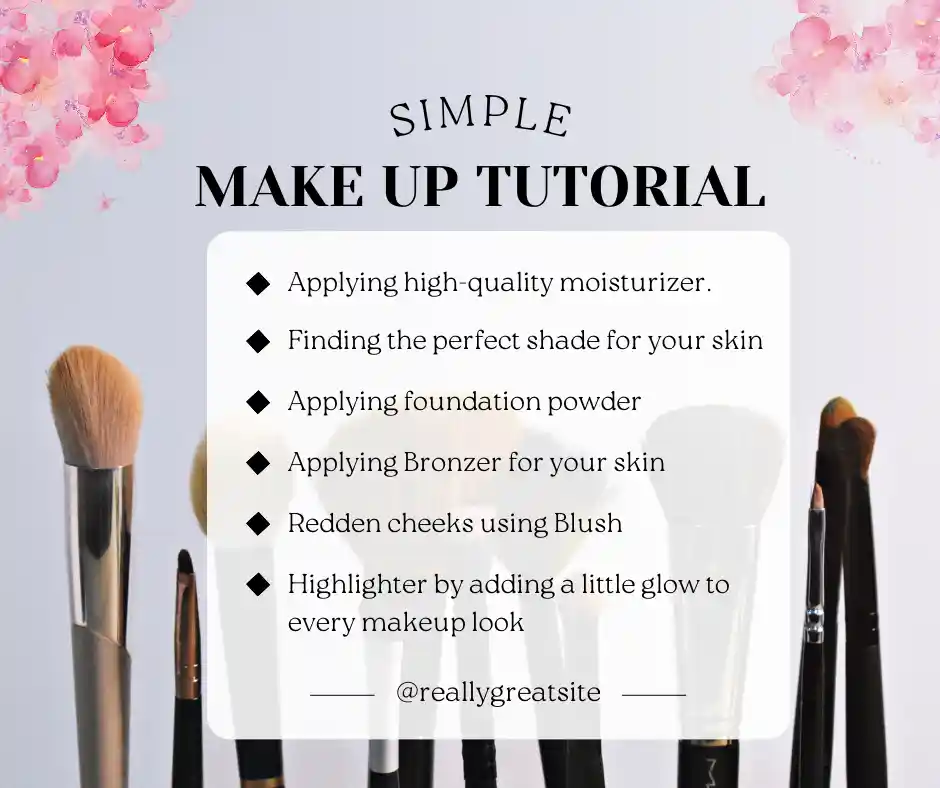 SIMPLE
MAKE UP TUTORIAL
Applying high-quality moisturizer.
Finding the perfect shade for your skin
Applying foundation powder
Applying Bronzer for your skin
Redden cheeks using Blush
Highlighter by adding a little glow to
every makeup look
@reallygreatsite